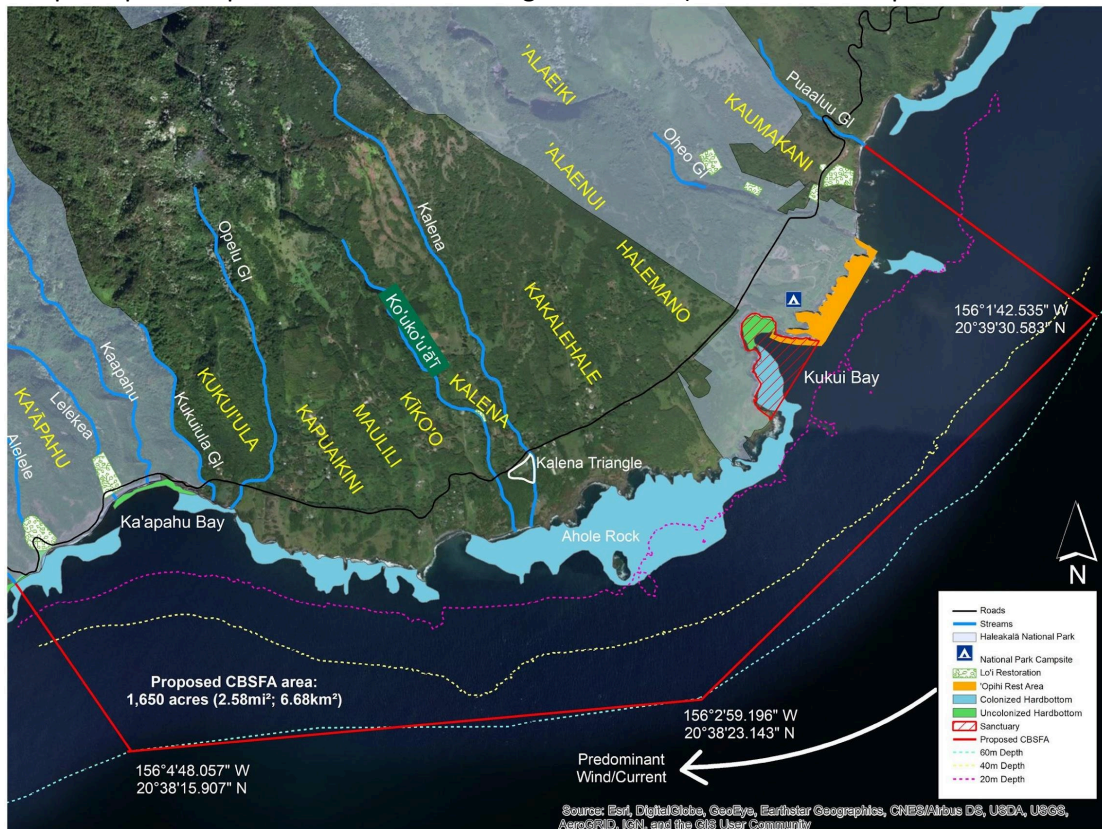 'ALAEIKI
Puaaluu Gl
KAUMAKANI
Oheo Gl
'ALAENUI
Kalena
Opelu Gl
HALEMANO
Ko'uko'u'ā'ī
KAKALEHALE
156°1'42.535" W
20°39'30.583" N
Kaapahu
Lelekea
KA'ĀPAHU
Alelele
Kukuiula Gl
KUKUI'ULA
KAPUAIKINI
MAULILI
KĪKO'O
KALENA
Kukui Bay
Kalena Triangle
Ka'apahu Bay
Ahole Rock
N
Proposed CBSFA area:
1,650 acres (2.58mi²; 6.68km²)
156°4'48.057" W
20°38'15.907" N
156°2'59.196" W
20°38'23.143" N
Predominant
Wind/Current
Roads
Streams
Haleakalā National Park
National Park Campsite
Lo'i Restoration
'Opihi Rest Area
Colonized Hardbottom
Uncolonized Hardbottom
Sanctuary
Proposed CBSFA
60m Depth
40m Depth
20m Depth
Source: Esri, DigitalGlobe, GeoEye, Earthstar Geographics, CNES/Airbus DS, USDA, USGS,
AeroGRID, IGN, and the GIS User Community